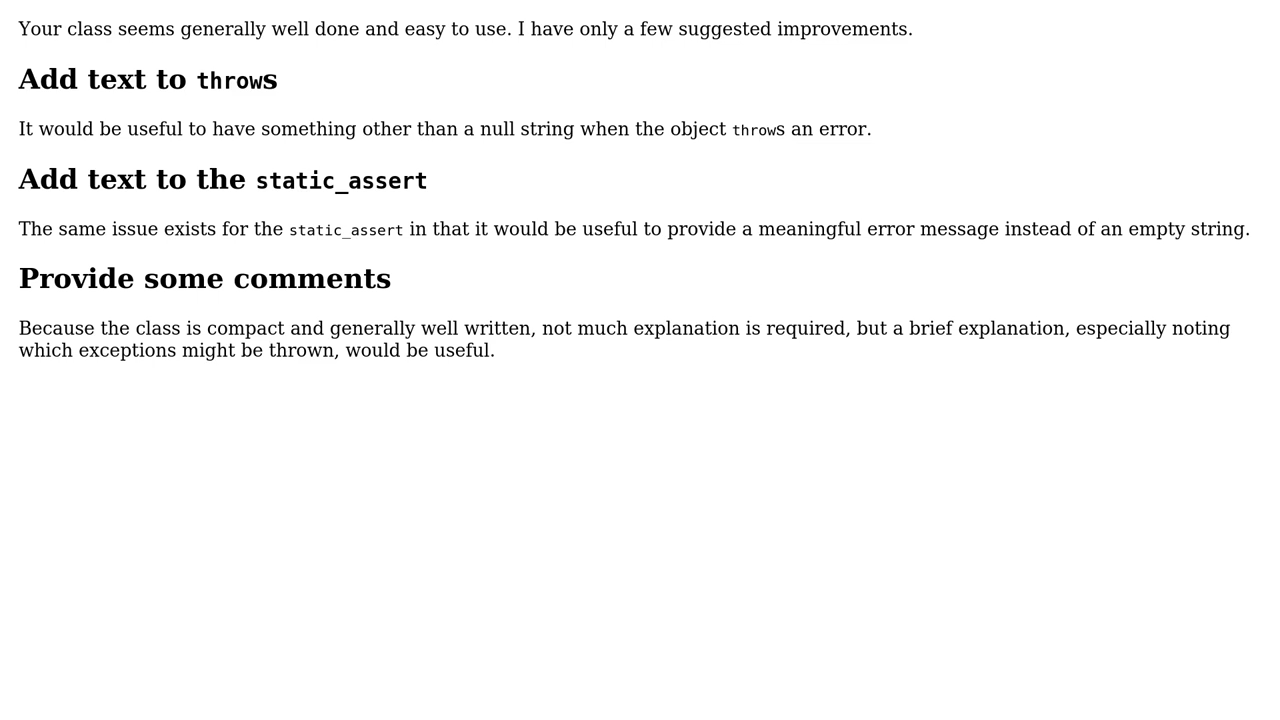 Your class seems generally well done and easy to use. I have only a few suggested improvements.
Add text to throws
It would be useful to have something other than a null string when the object throws an error.
Add text to the static_assert
The same issue exists for the static_assert in that it would be useful to provide a meaningful error message instead of an empty string.
Provide some comments
Because the class is compact and generally well written, not much explanation is required, but a brief explanation, especially noting
which exceptions might be thrown, would be useful.